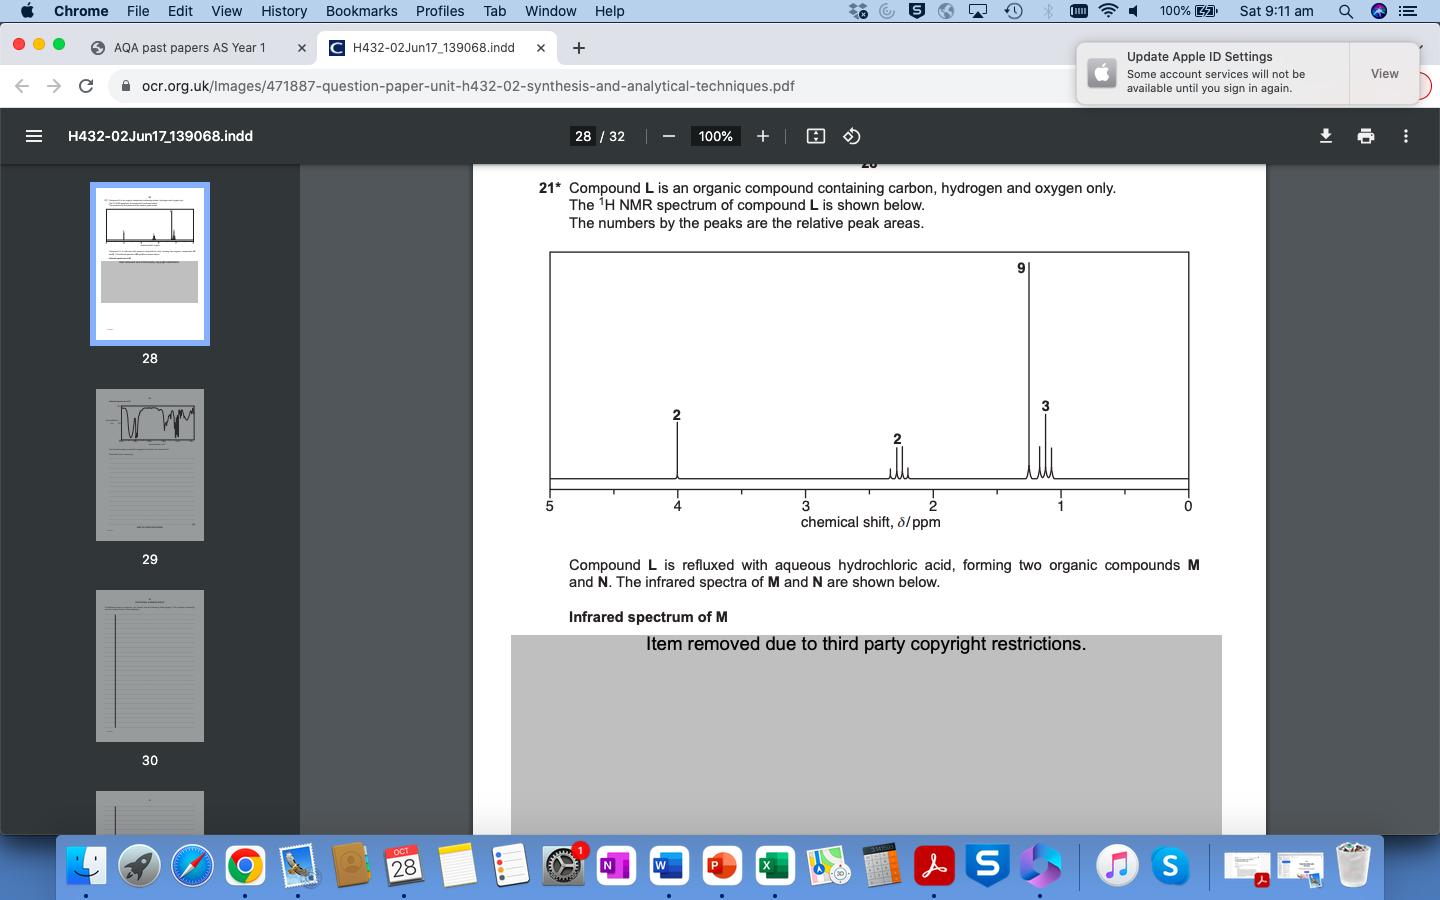 Chrome File Edit View History Bookmarks Profiles Tab Window Help 100% Sat 9:11 am
AQA past papers AS Year 1
H432-02Jun17_139068.indd
ocr.org.uk/Images/471887-question-paper-unit-h432-02-synthesis-and-analytical-techniques.pdf
Update Apple ID Settings
Some account services will not be
available until you sign in again.
View
H432-02Jun17_139068.indd
28 / 32
100%
28
29
30
21* Compound L is an organic compound containing carbon, hydrogen and oxygen only.
The ¹H NMR spectrum of compound L is shown below.
The numbers by the peaks are the relative peak areas.
9
3
2
2
5 4 3 2 1 0
chemical shift, δ/ppm
Compound L is refluxed with aqueous hydrochloric acid, forming two organic compounds M
and N. The infrared spectra of M and N are shown below.
Infrared spectrum of M
Item removed due to third party copyright restrictions.
OCT
28
1